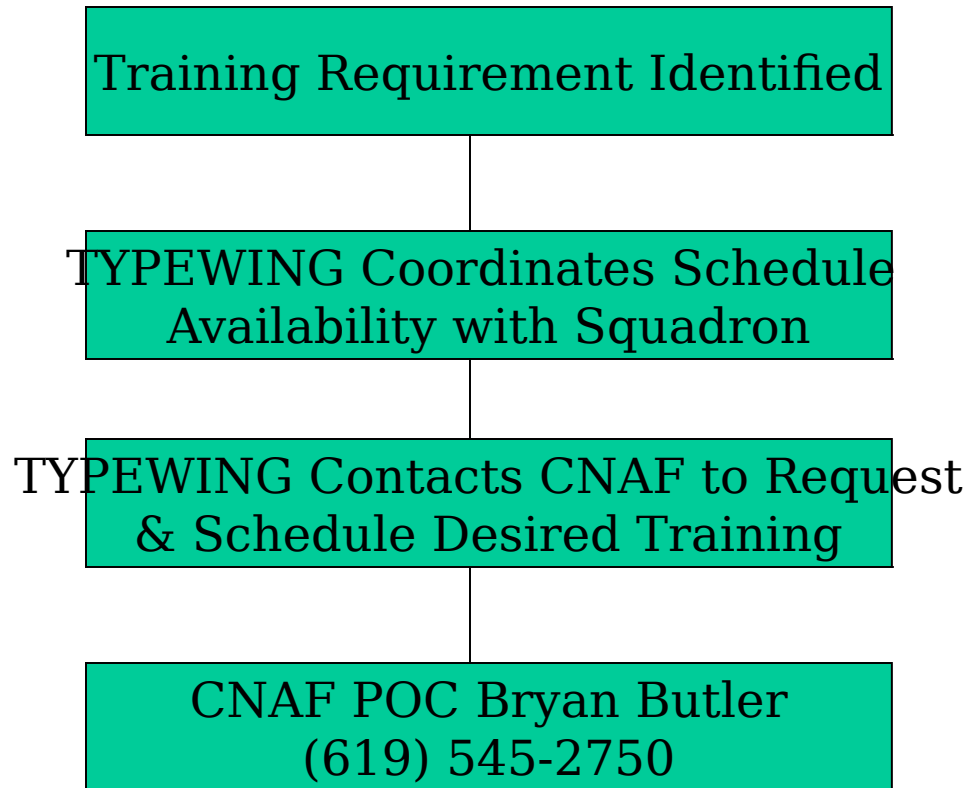 Training Requirement Identified
TYPEWING Coordinates Schedule
Availability with Squadron
TYPEWING Contacts CNAF to Request
& Schedule Desired Training
CNAF POC Bryan Butler
(619) 545-2750